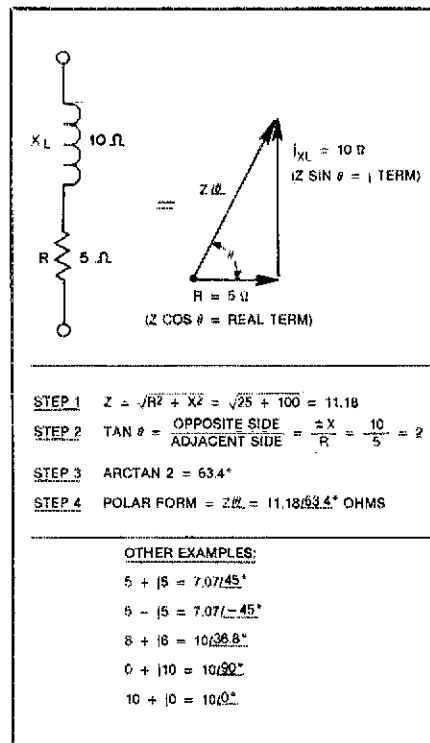 X_L 10 Ω
R 5 Ω
=
Z/θ
θ
jXL = 10 Ω
(Z SIN θ = j TERM)
R = 5 Ω
(Z COS θ = REAL TERM)
STEP 1 Z = √R² + X² = √25 + 100 = 11.18
STEP 2 TAN θ = OPPOSITE SIDE / ADJACENT SIDE = ±X / R = 10 / 5 = 2
STEP 3 ARCTAN 2 = 63.4°
STEP 4 POLAR FORM = Z/θ = 11.18/63.4° OHMS
OTHER EXAMPLES:
5 + j5 = 7.07/45°
5 - j5 = 7.07/-45°
8 + j6 = 10/36.8°
0 + j10 = 10/90°
10 + j0 = 10/0°